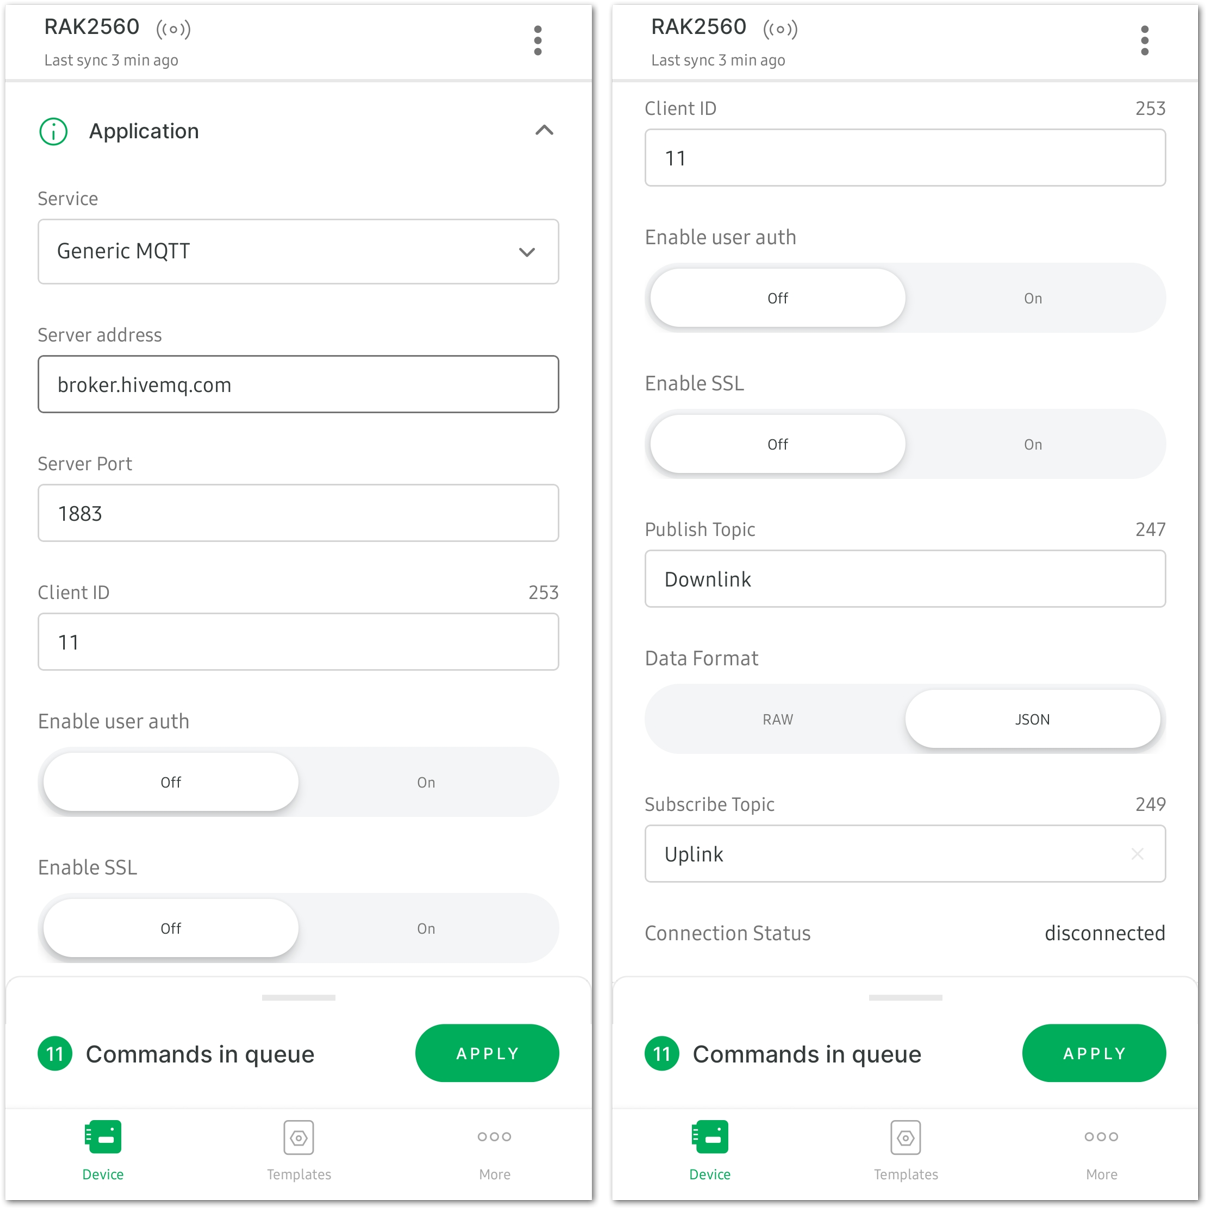 RAK2560
Last sync 3 min ago
Application
Service
Generic MQTT
Server address
broker.hivemq.com
Server Port
1883
Client ID 253
11
Enable user auth
Off On
Enable SSL
Off On
11 Commands in queue APPLY
Device Templates More
RAK2560
Last sync 3 min ago
Client ID 253
11
Enable user auth
Off On
Enable SSL
Off On
Publish Topic 247
Downlink
Data Format
RAW JSON
Subscribe Topic 249
Uplink
Connection Status disconnected
11 Commands in queue APPLY
Device Templates More